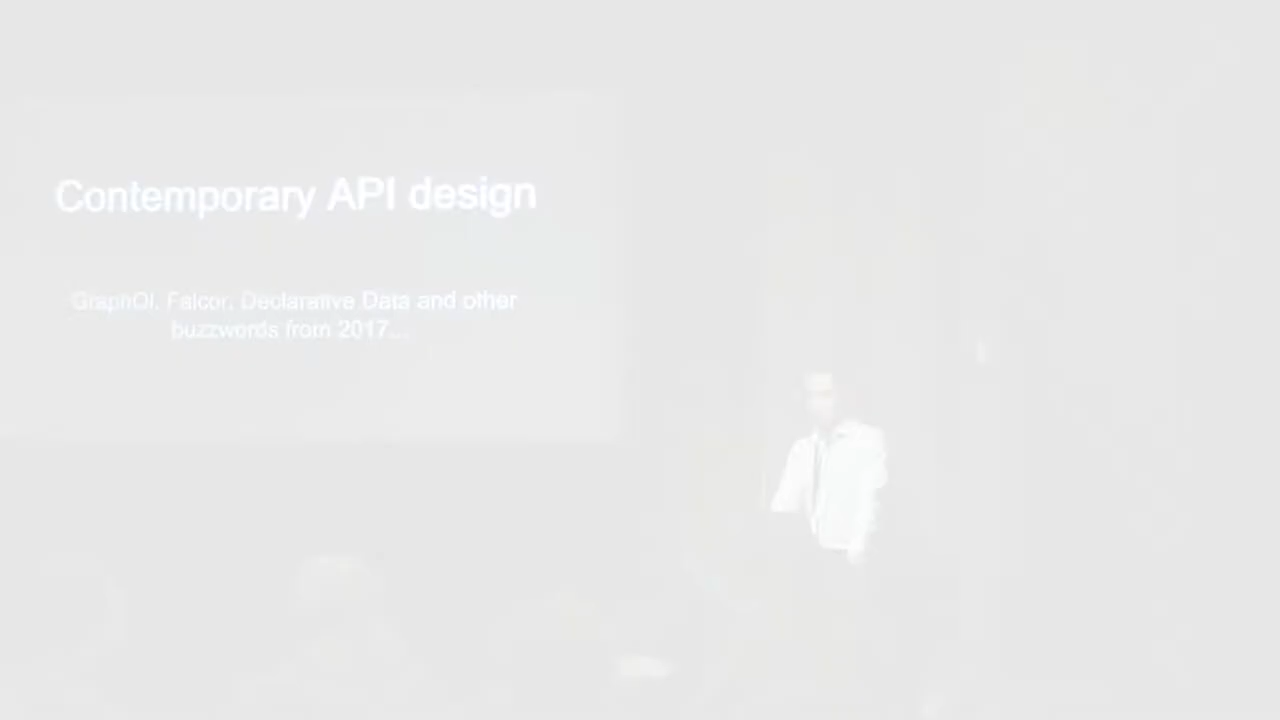 Contemporary API design
GraphQl, Falcor, Declarative Data and other
buzzwords from 2017...